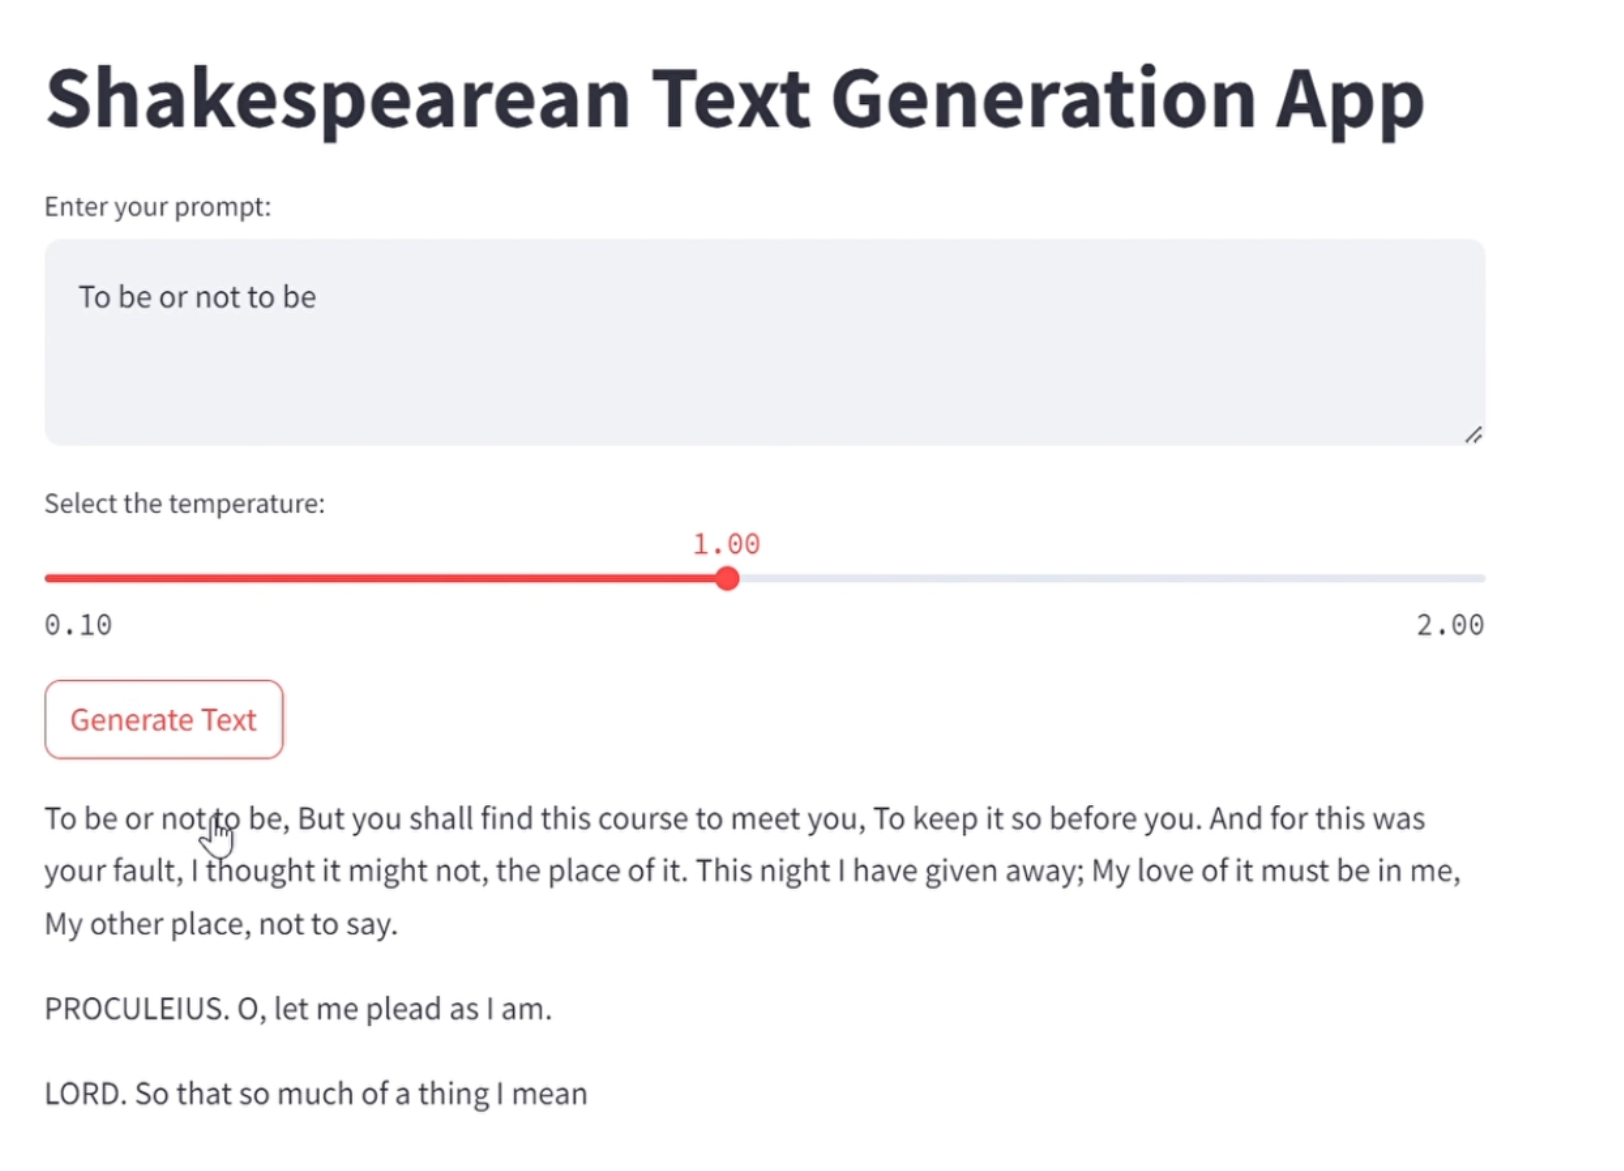 Shakespearean Text Generation App
Enter your prompt:
To be or not to be
Select the temperature:
1.00
0.10 2.00
Generate Text
To be or not to be, But you shall find this course to meet you, To keep it so before you. And for this was
your fault, I thought it might not, the place of it. This night I have given away; My love of it must be in me,
My other place, not to say.
PROCULEIUS. O, let me plead as I am.
LORD. So that so much of a thing I mean